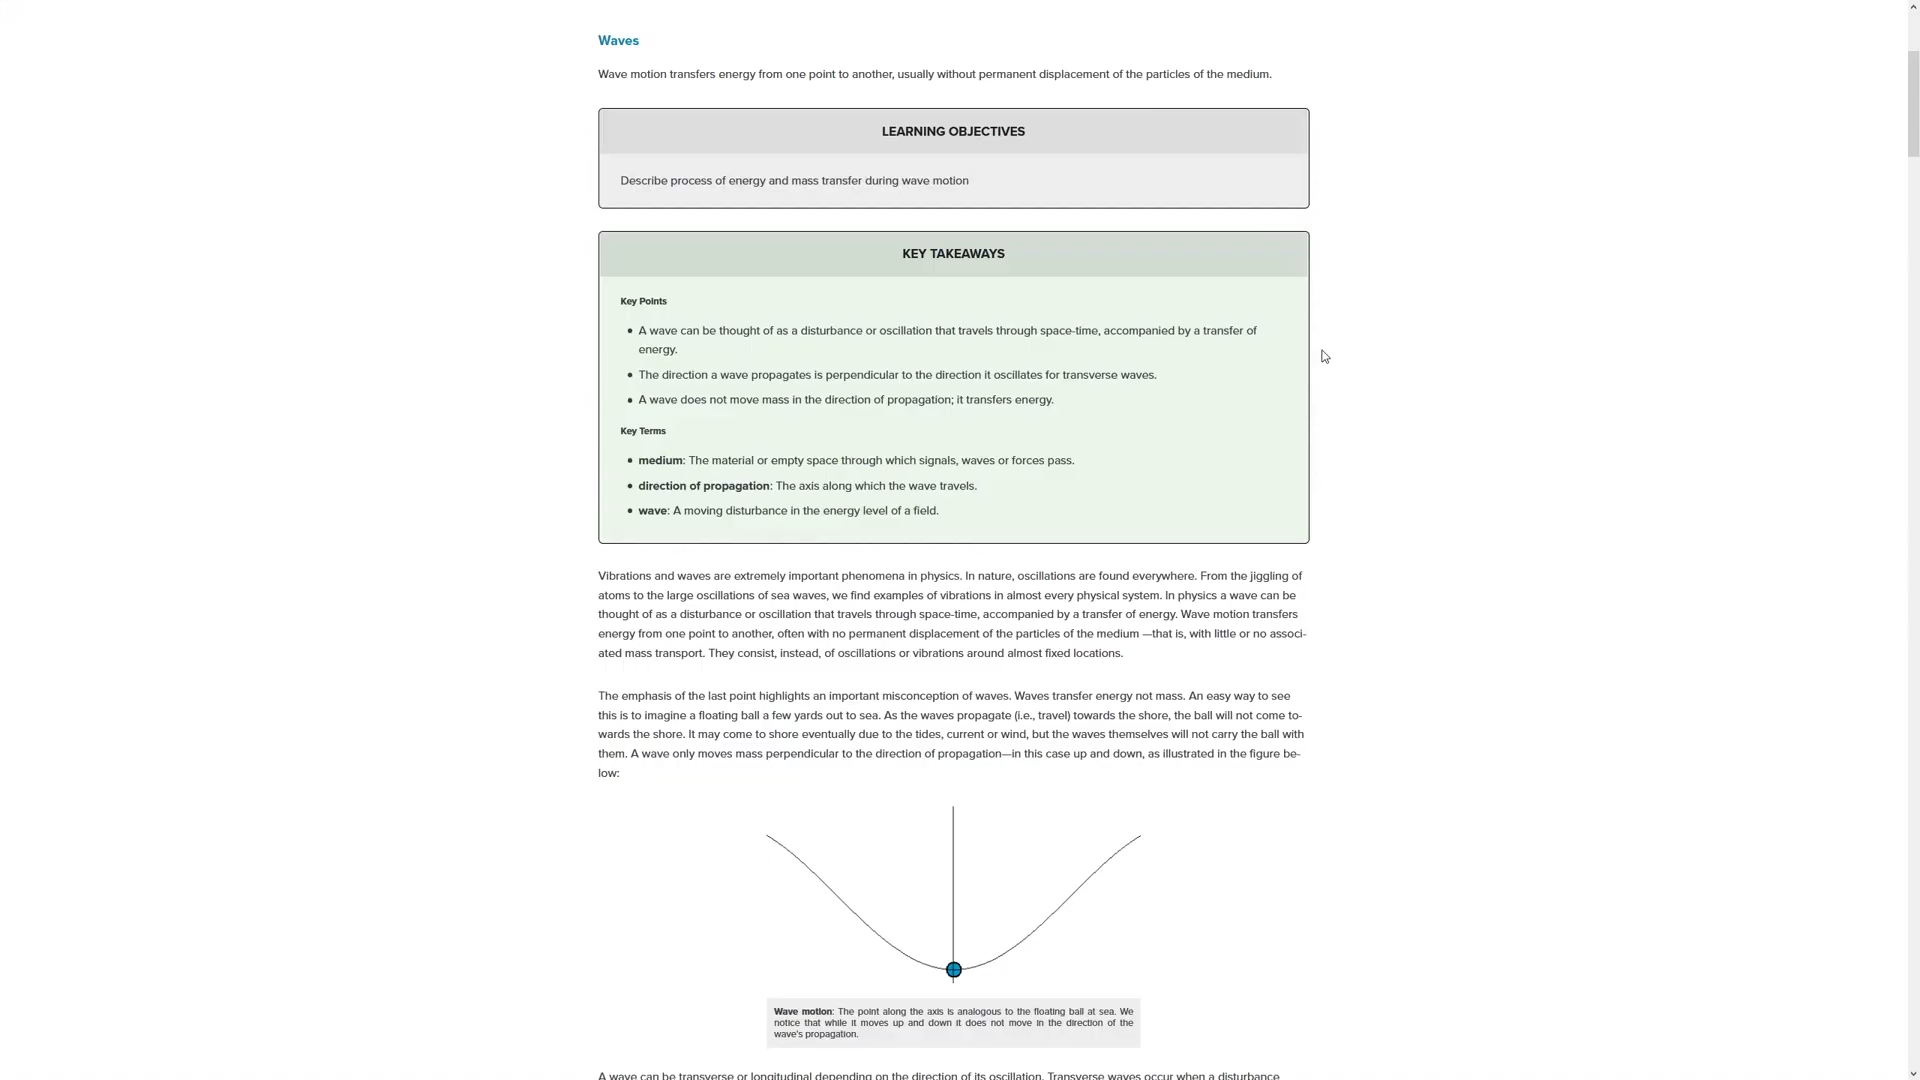 Waves
Wave motion transfers energy from one point to another, usually without permanent displacement of the particles of the medium.
LEARNING OBJECTIVES
Describe process of energy and mass transfer during wave motion
KEY TAKEAWAYS
Key Points
• A wave can be thought of as a disturbance or oscillation that travels through space-time, accompanied by a transfer of
energy.
• The direction a wave propagates is perpendicular to the direction it oscillates for transverse waves.
• A wave does not move mass in the direction of propagation; it transfers energy.
Key Terms
• medium: The material or empty space through which signals, waves or forces pass.
• direction of propagation: The axis along which the wave travels.
• wave: A moving disturbance in the energy level of a field.
Vibrations and waves are extremely important phenomena in physics. In nature, oscillations are found everywhere. From the jiggling of
atoms to the large oscillations of sea waves, we find examples of vibrations in almost every physical system. In physics a wave can be
thought of as a disturbance or oscillation that travels through space-time, accompanied by a transfer of energy. Wave motion transfers
energy from one point to another, often with no permanent displacement of the particles of the medium —that is, with little or no associ-
ated mass transport. They consist, instead, of oscillations or vibrations around almost fixed locations.
The emphasis of the last point highlights an important misconception of waves. Waves transfer energy not mass. An easy way to see
this is to imagine a floating ball a few yards out to sea. As the waves propagate (i.e., travel) towards the shore, the ball will not come to-
wards the shore. It may come to shore eventually due to the tides, current or wind, but the waves themselves will not carry the ball with
them. A wave only moves mass perpendicular to the direction of propagation—in this case up and down, as illustrated in the figure be-
low:
Wave motion: The point along the axis is analogous to the floating ball at sea. We
notice that while it moves up and down it does not move in the direction of the
wave's propagation.
A wave can be transverse or longitudinal depending on the direction of its oscillation. Transverse waves occur when a disturbance